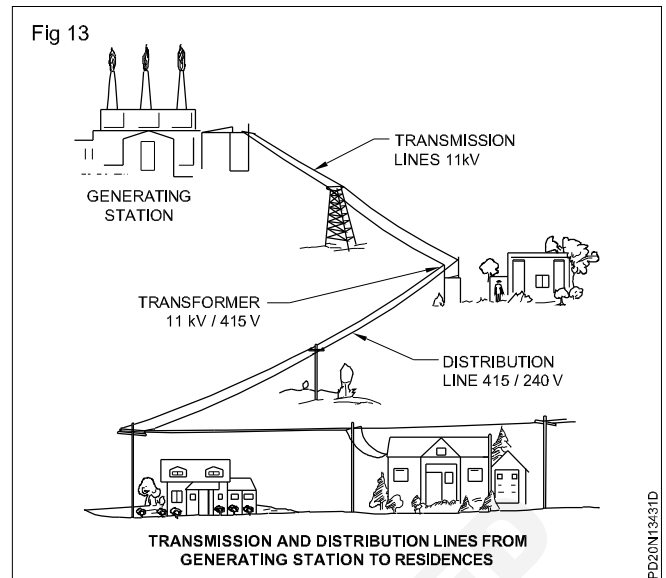 Fig 13
TRANSMISSION
LINES 11kV
GENERATING
STATION
TRANSFORMER
11 kV / 415 V
DISTRIBUTION
LINE 415 / 240 V
TRANSMISSION AND DISTRIBUTION LINES FROM
GENERATING STATION TO RESIDENCES
PD20N13431D